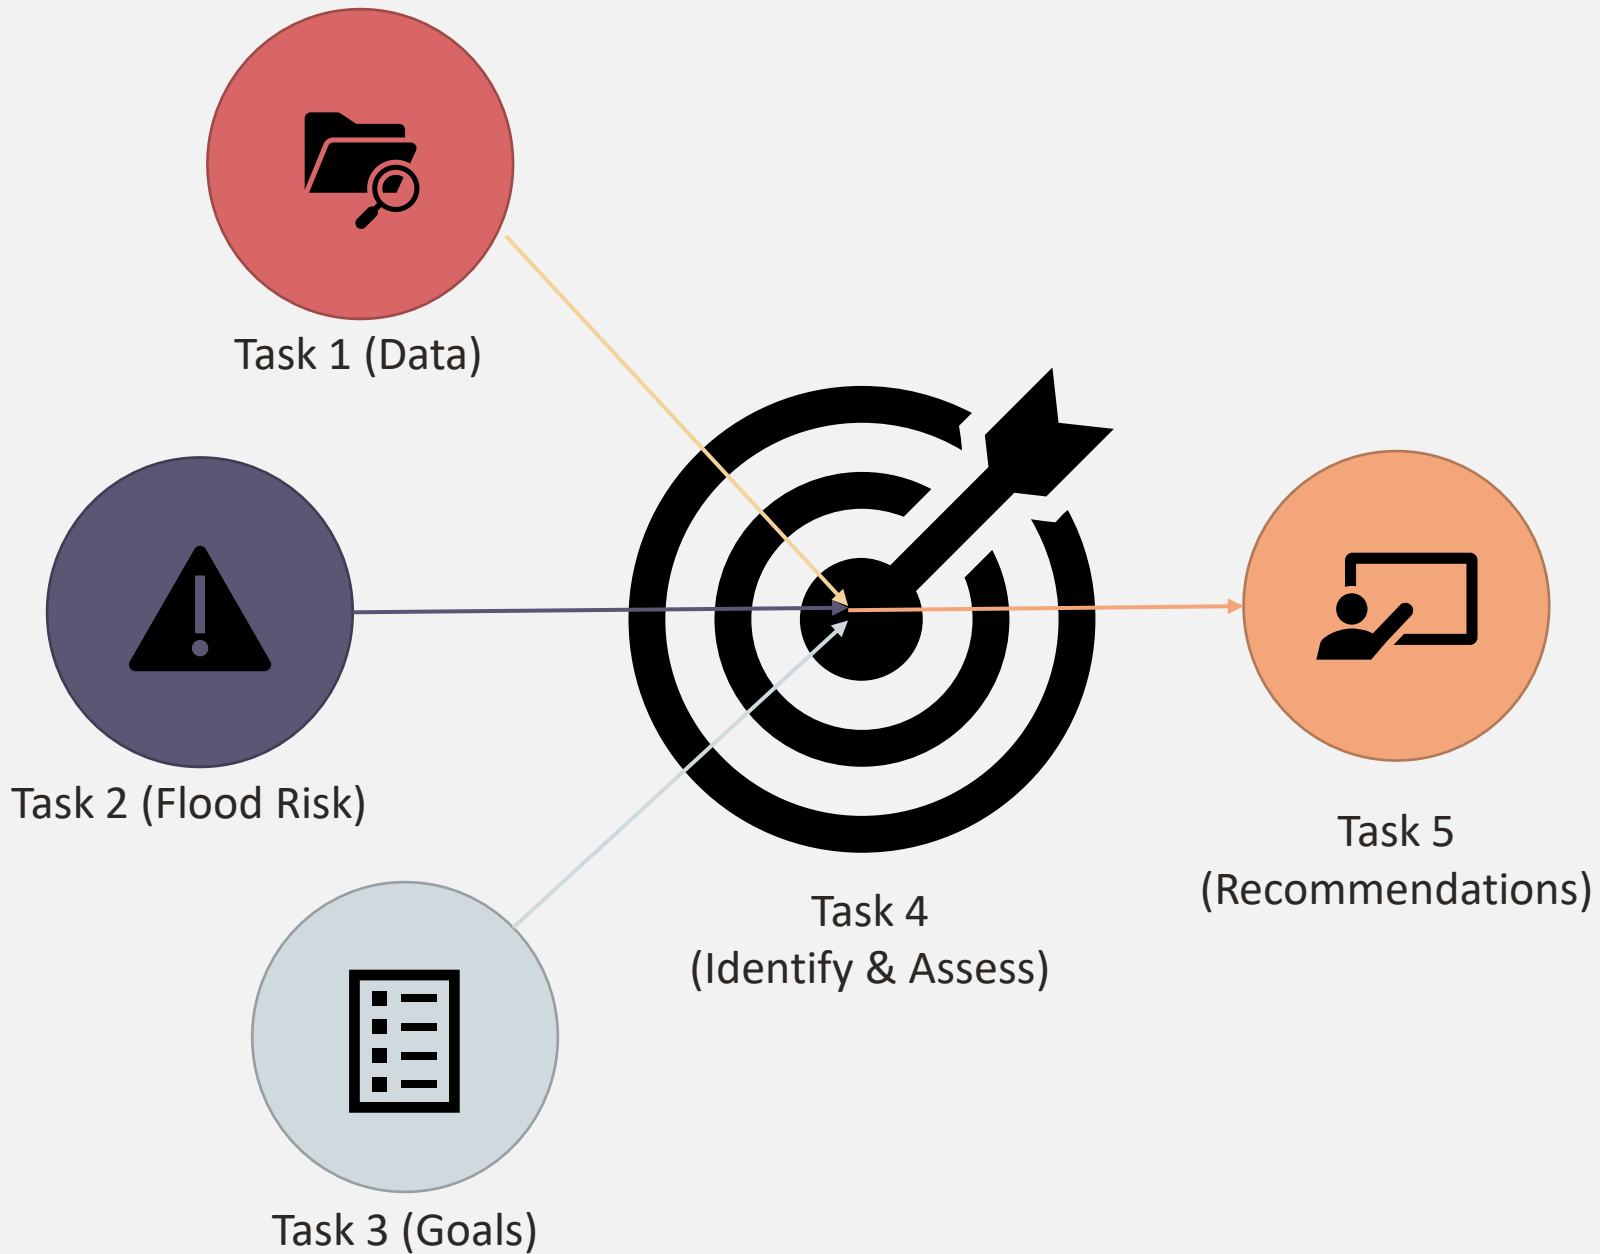 Task 1 (Data)
Task 2 (Flood Risk)
Task 3 (Goals)
Task 4
(Identify & Assess)
Task 5
(Recommendations)